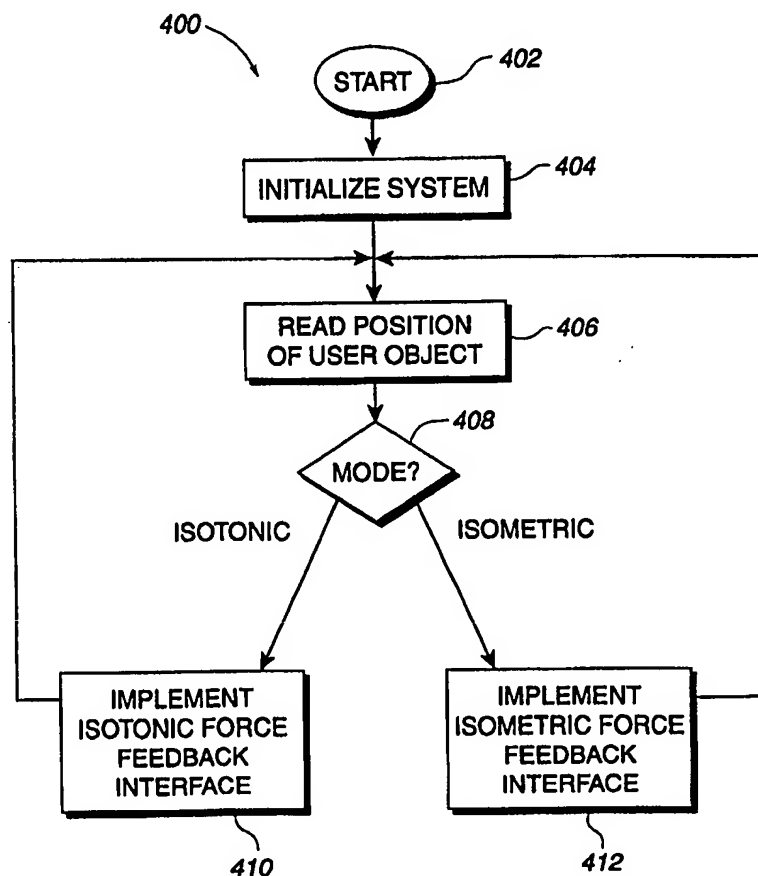 400
402
START
INITIALIZE SYSTEM
404
READ POSITION
OF USER OBJECT
406
408
MODE?
ISOTONIC
ISOMETRIC
IMPLEMENT
ISOTONIC FORCE
FEEDBACK
INTERFACE
IMPLEMENT
ISOMETRIC FORCE
FEEDBACK
INTERFACE
410
412